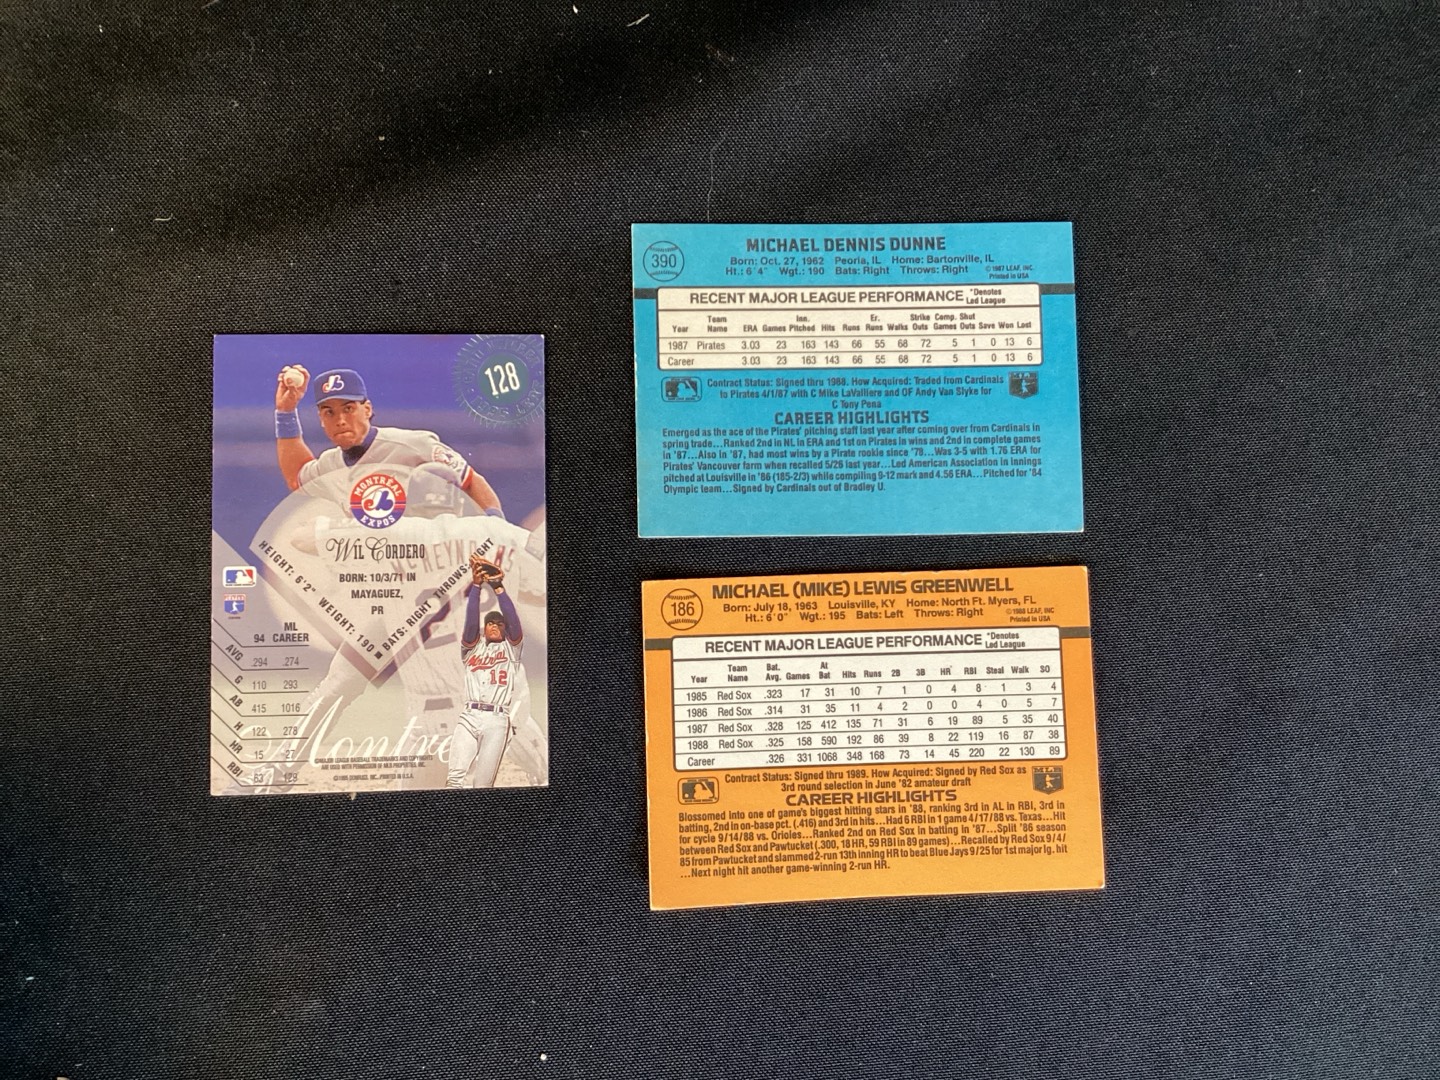 128
MONTREAL
EXPOS
WIL CORDERO
HEIGHT: 6'2" WEIGHT: 190 ■ BATS: RIGHT THROWS: RIGHT
BORN: 10/3/71 IN
MAYAGUEZ,
PR
ML
94 CAREER
AVG .294 .274
G 110 293
AB 415 1016
H 122 278
HR 15 27
RBI 63 128
Montreal
12
©MAJOR LEAGUE BASEBALL TRADEMARKS AND COPYRIGHTS
ARE USED WITH PERMISSION OF MLB PROPERTIES, INC.
390
MICHAEL DENNIS DUNNE
Born: Oct. 27, 1962 Peoria, IL Home: Bartonville, IL
Ht.: 6'4" Wgt.: 190 Bats: Right Throws: Right
© 1987 LEAF, INC.
Printed in USA
RECENT MAJOR LEAGUE PERFORMANCE *Denotes
Led League
Year Team Name ERA Games Inn. Pitched Hits Runs Er. Runs Walks Strike Outs Comp. Games Shut Outs Save Won Lost
1987 Pirates 3.03 23 163 143 66 55 68 72 5 1 0 13 6
Career 3.03 23 163 143 66 55 68 72 5 1 0 13 6
Contract Status: Signed thru 1988. How Acquired: Traded from Cardinals
to Pirates 4/1/87 with C Mike LaValliere and OF Andy Van Slyke for
C Tony Pena
CAREER HIGHLIGHTS
Emerged as the ace of the Pirates' pitching staff last year after coming over from Cardinals in
spring trade...Ranked 2nd in NL in ERA and 1st on Pirates in wins and 2nd in complete games
in '87...Also in '87, had most wins by a Pirate rookie since '78...Was 3-5 with 1.76 ERA for
Pirates' Vancouver farm when recalled 5/26 last year...Led American Association in innings
pitched at Louisville in '86 (185-2/3) while compiling 9-12 mark and 4.56 ERA...Pitched for '84
Olympic team...Signed by Cardinals out of Bradley U.
186
MICHAEL (MIKE) LEWIS GREENWELL
Born: July 18, 1963 Louisville, KY Home: North Ft. Myers, FL
Ht.: 6'0" Wgt.: 195 Bats: Left Throws: Right
© 1988 LEAF, INC
Printed in USA
RECENT MAJOR LEAGUE PERFORMANCE *Denotes
Led League
Year Team Name Bat. Avg. Games At Bat Hits Runs 2B 3B HR RBI Steal Walk SO
1985 Red Sox .323 17 31 10 7 1 0 4 8 1 3 4
1986 Red Sox .314 31 35 11 4 2 0 0 4 0 5 7
1987 Red Sox .328 125 412 135 71 31 6 19 89 5 35 40
1988 Red Sox .325 158 590 192 86 39 8 22 119 16 87 38
Career .326 331 1068 348 168 73 14 45 220 22 130 89
Contract Status: Signed thru 1989. How Acquired: Signed by Red Sox as
3rd round selection in June '82 amateur draft
MLB
CAREER HIGHLIGHTS
Blossomed into one of game's biggest hitting stars in '88, ranking 3rd in AL in RBI, 3rd in
batting, 2nd in on-base pct. (.416) and 3rd in hits...Had 6 RBI in 1 game 4/17/88 vs. Texas...Hit
for cycle 9/14/88 vs. Orioles...Ranked 2nd on Red Sox in batting in '87...Split '86 season
between Red Sox and Pawtucket (.300, 18 HR, 59 RBI in 89 games)...Recalled by Red Sox 9/4/
85 from Pawtucket and slammed 2-run 13th inning HR to beat Blue Jays 9/25 for 1st major lg. hit
...Next night hit another game-winning 2-run HR.